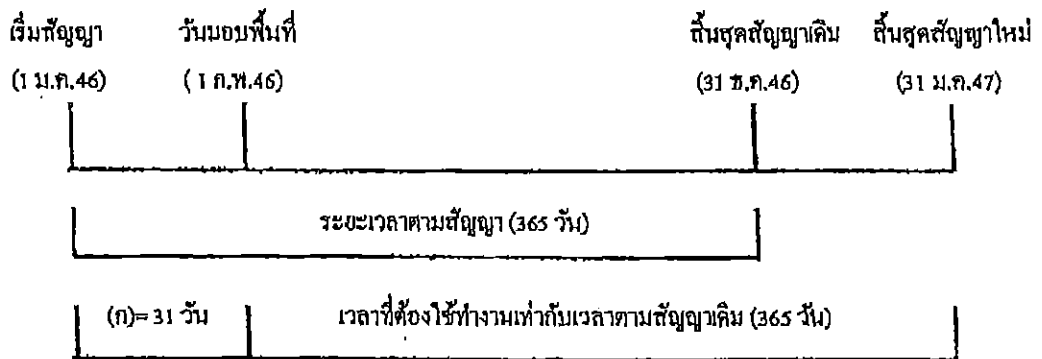 เริ่มสัญญา วันมอบพื้นที่ สิ้นสุดสัญญาเดิม สิ้นสุดสัญญาใหม่
(1 ม.ค.46) ( 1 ก.พ.46) (31 ธ.ค.46) (31 ม.ค.47)
ระยะเวลาตามสัญญา (365 วัน)
(ก)= 31 วัน เวลาที่ต้องใช้ทำงานเท่ากับเวลาตามสัญญาเดิม (365 วัน)